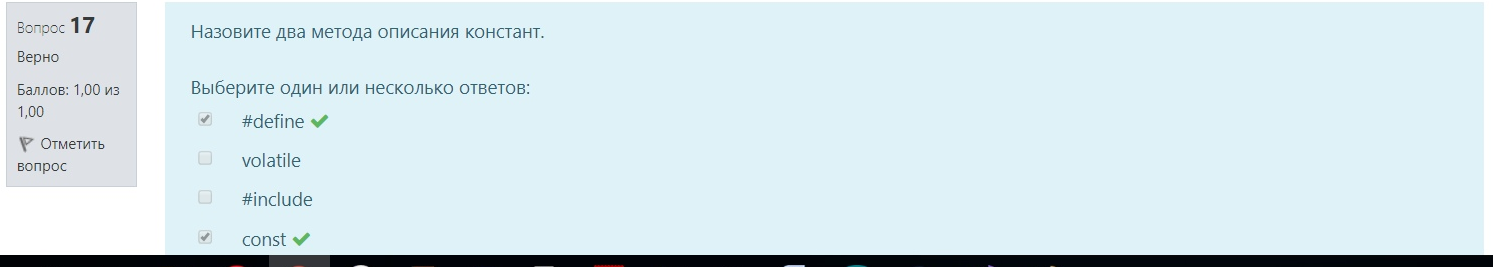 Вопрос 17
Верно
Баллов: 1,00 из
1,00
Отметить
вопрос
Назовите два метода описания констант.
Выберите один или несколько ответов:
#define
volatile
#include
const